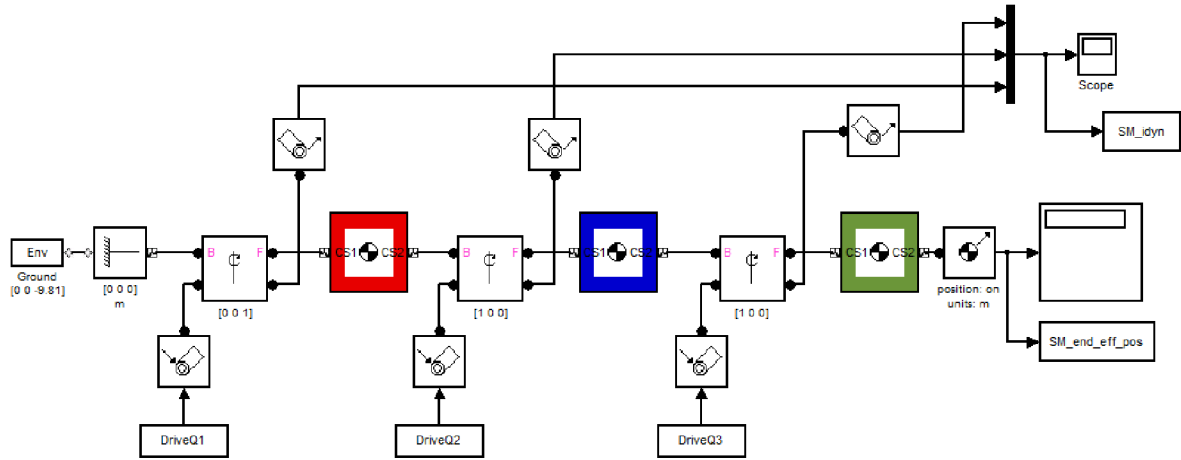 Scope
SM_idyn
Env
Ground
[0 0 -9.81]
[0 0 0]
m
B
F
[0 0 1]
CS1
CS2
B
F
[1 0 0]
CS1
CS2
B
F
[1 0 0]
CS1
CS2
position: on
units: m
SM_end_eff_pos
DriveQ1
DriveQ2
DriveQ3